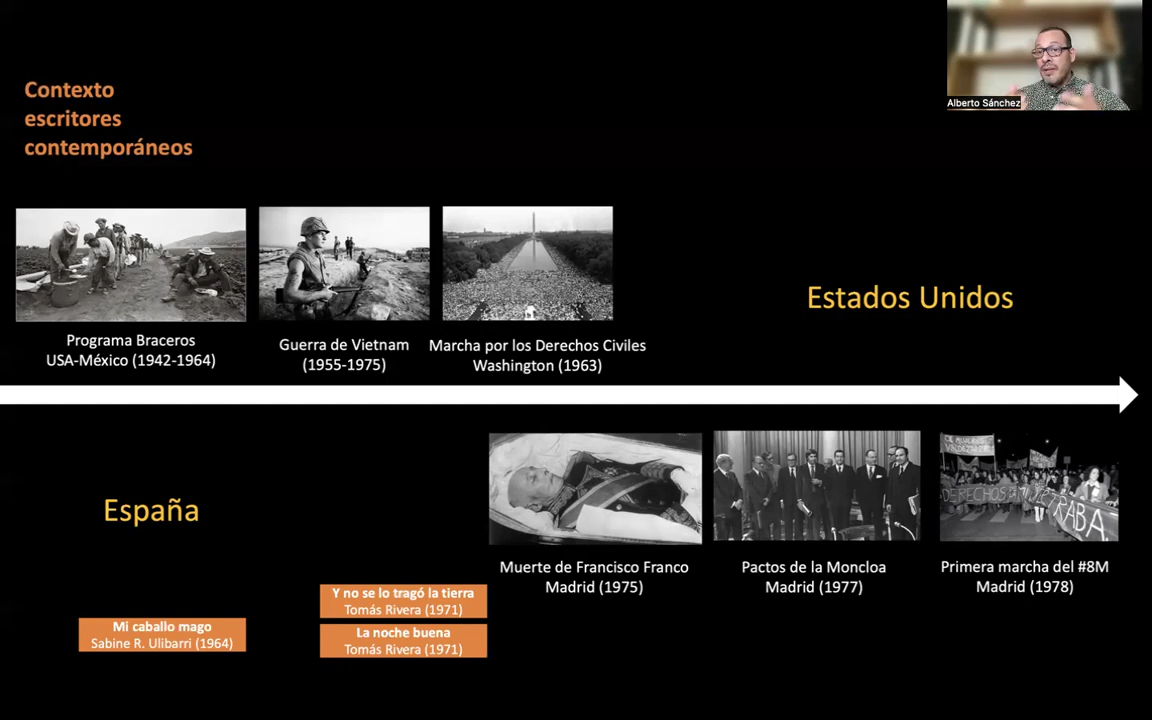 Alberto Sánchez
Contexto
escritores
contemporáneos
Estados Unidos
Programa Braceros
USA-México (1942-1964)
Guerra de Vietnam
(1955-1975)
Marcha por los Derechos Civiles
Washington (1963)
España
DERECHOS
TRABA
Muerte de Francisco Franco
Madrid (1975)
Pactos de la Moncloa
Madrid (1977)
Primera marcha del #8M
Madrid (1978)
Y no se lo tragó la tierra
Tomás Rivera (1971)
Mi caballo mago
Sabine R. Ulibarri (1964)
La noche buena
Tomás Rivera (1971)